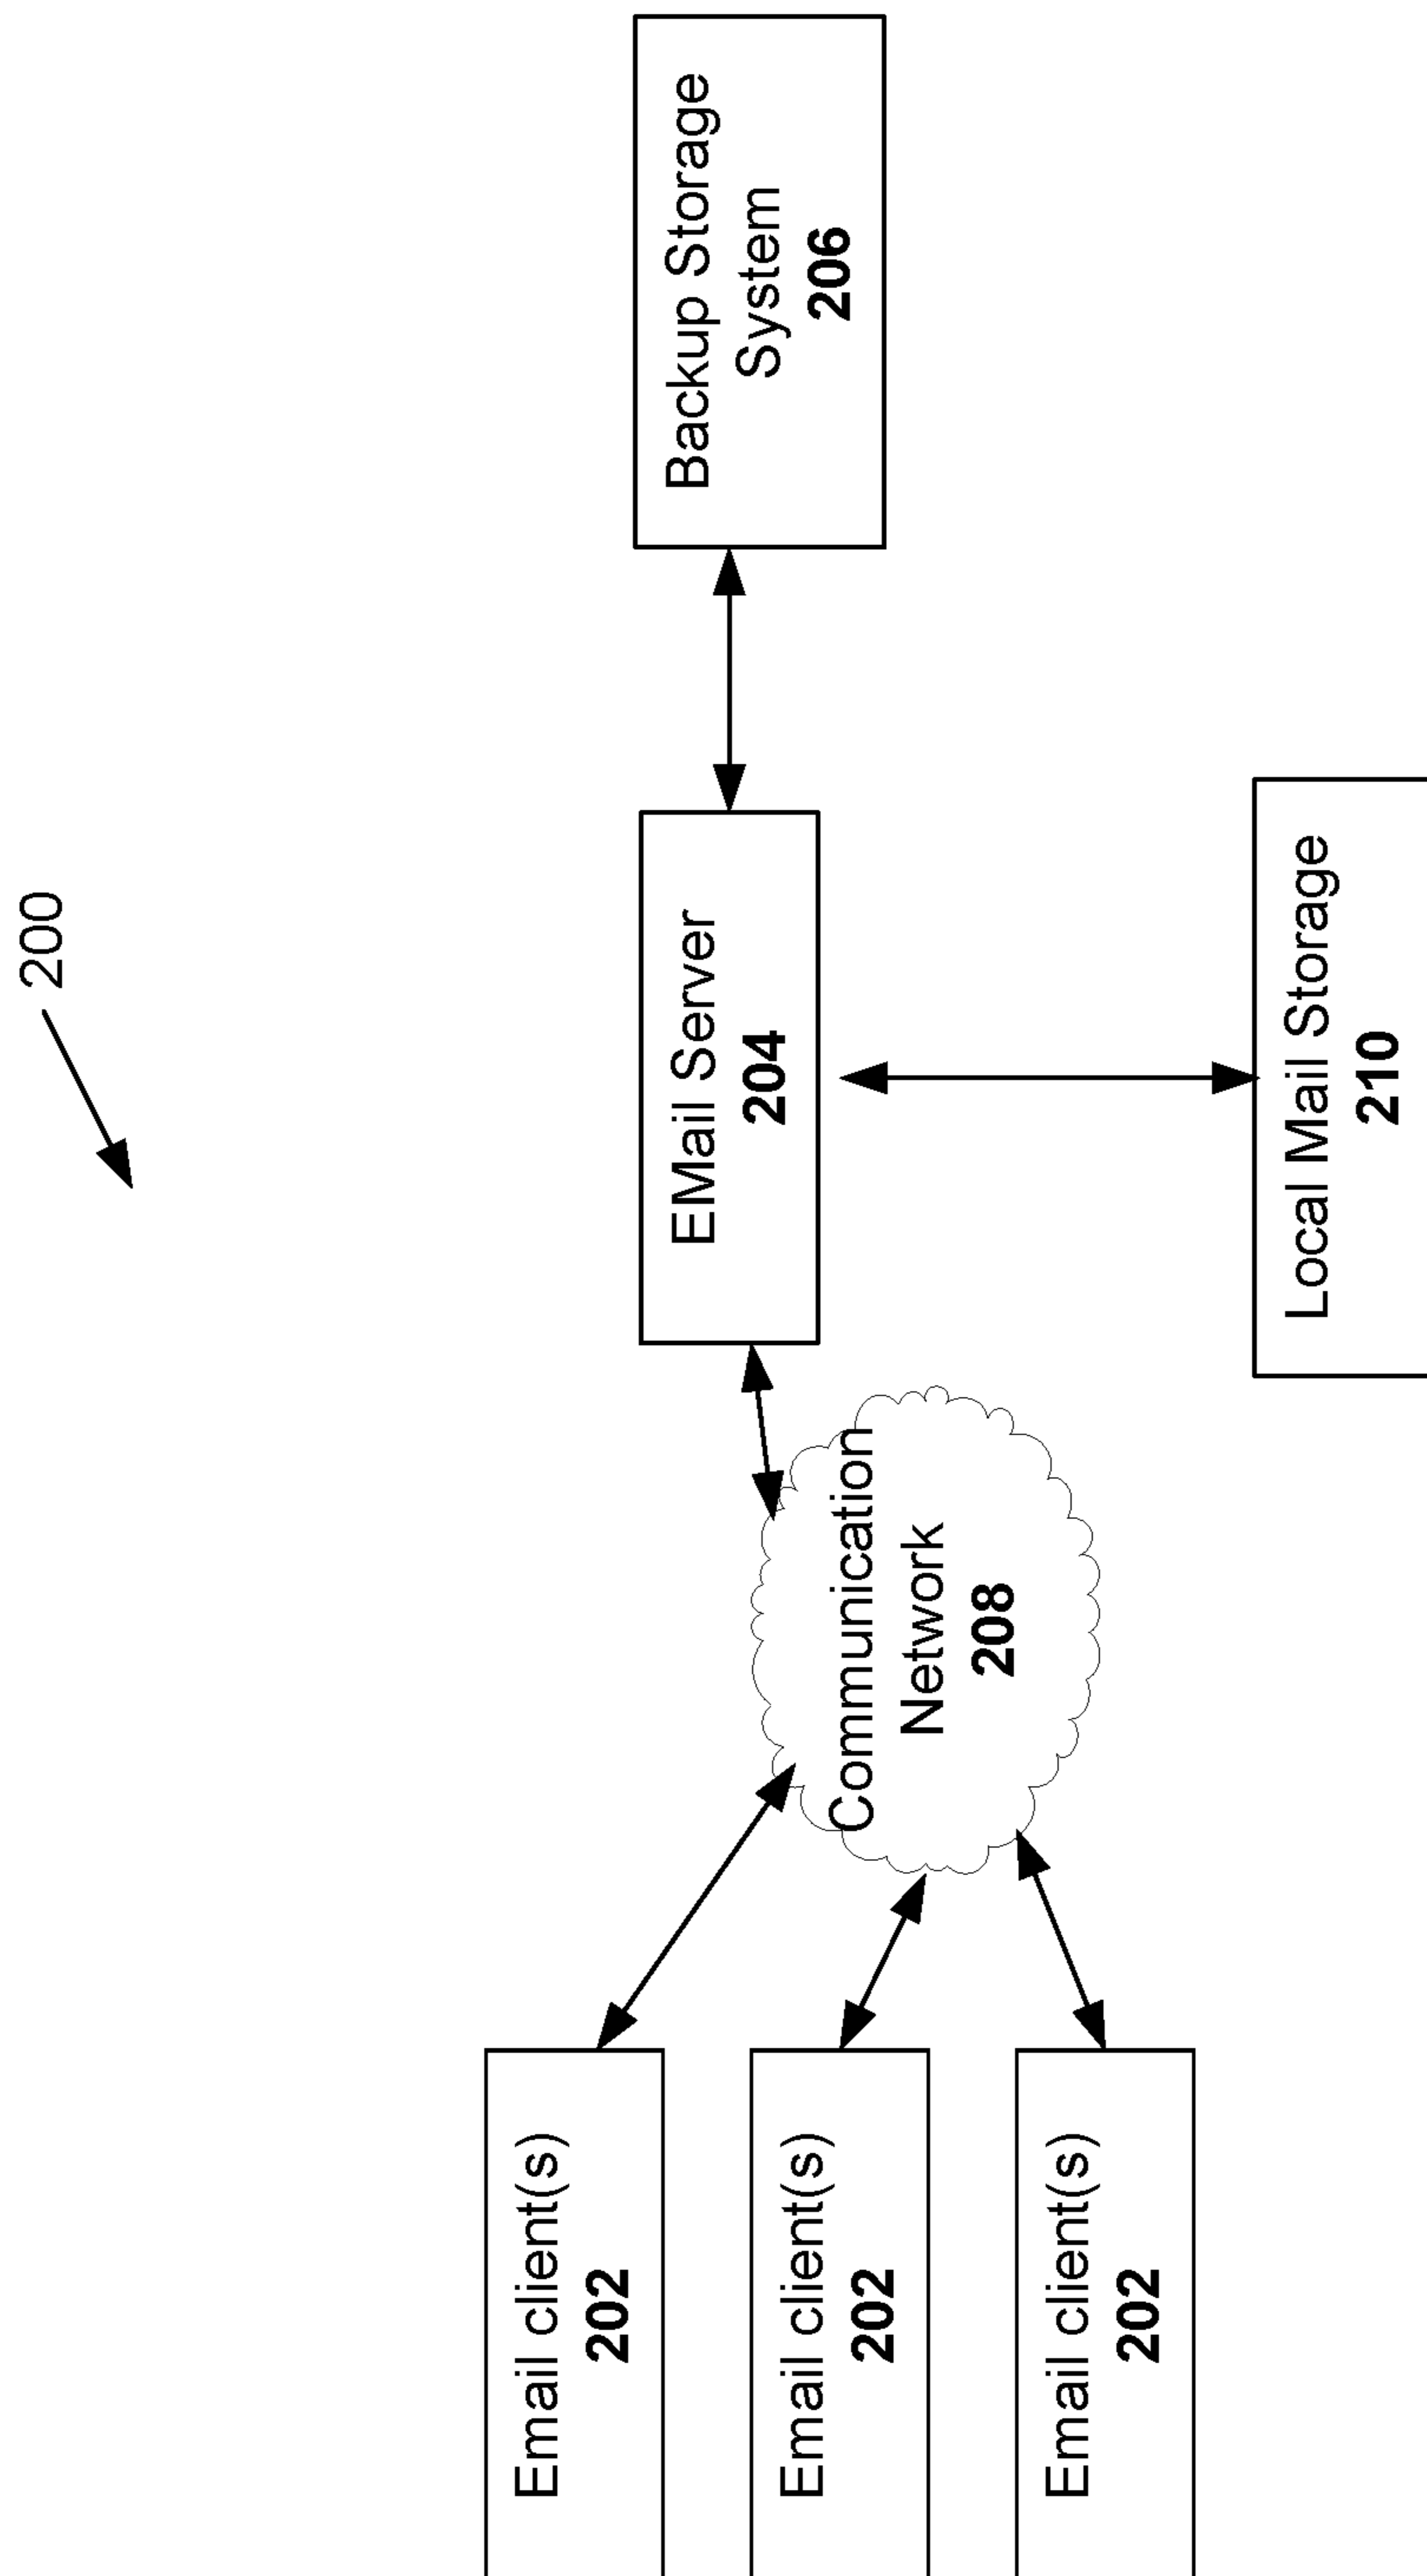 200
Email client(s)
202
Email client(s)
202
Email client(s)
202
Communication
Network
208
EMail Server
204
Backup Storage
System
206
Local Mail Storage
210